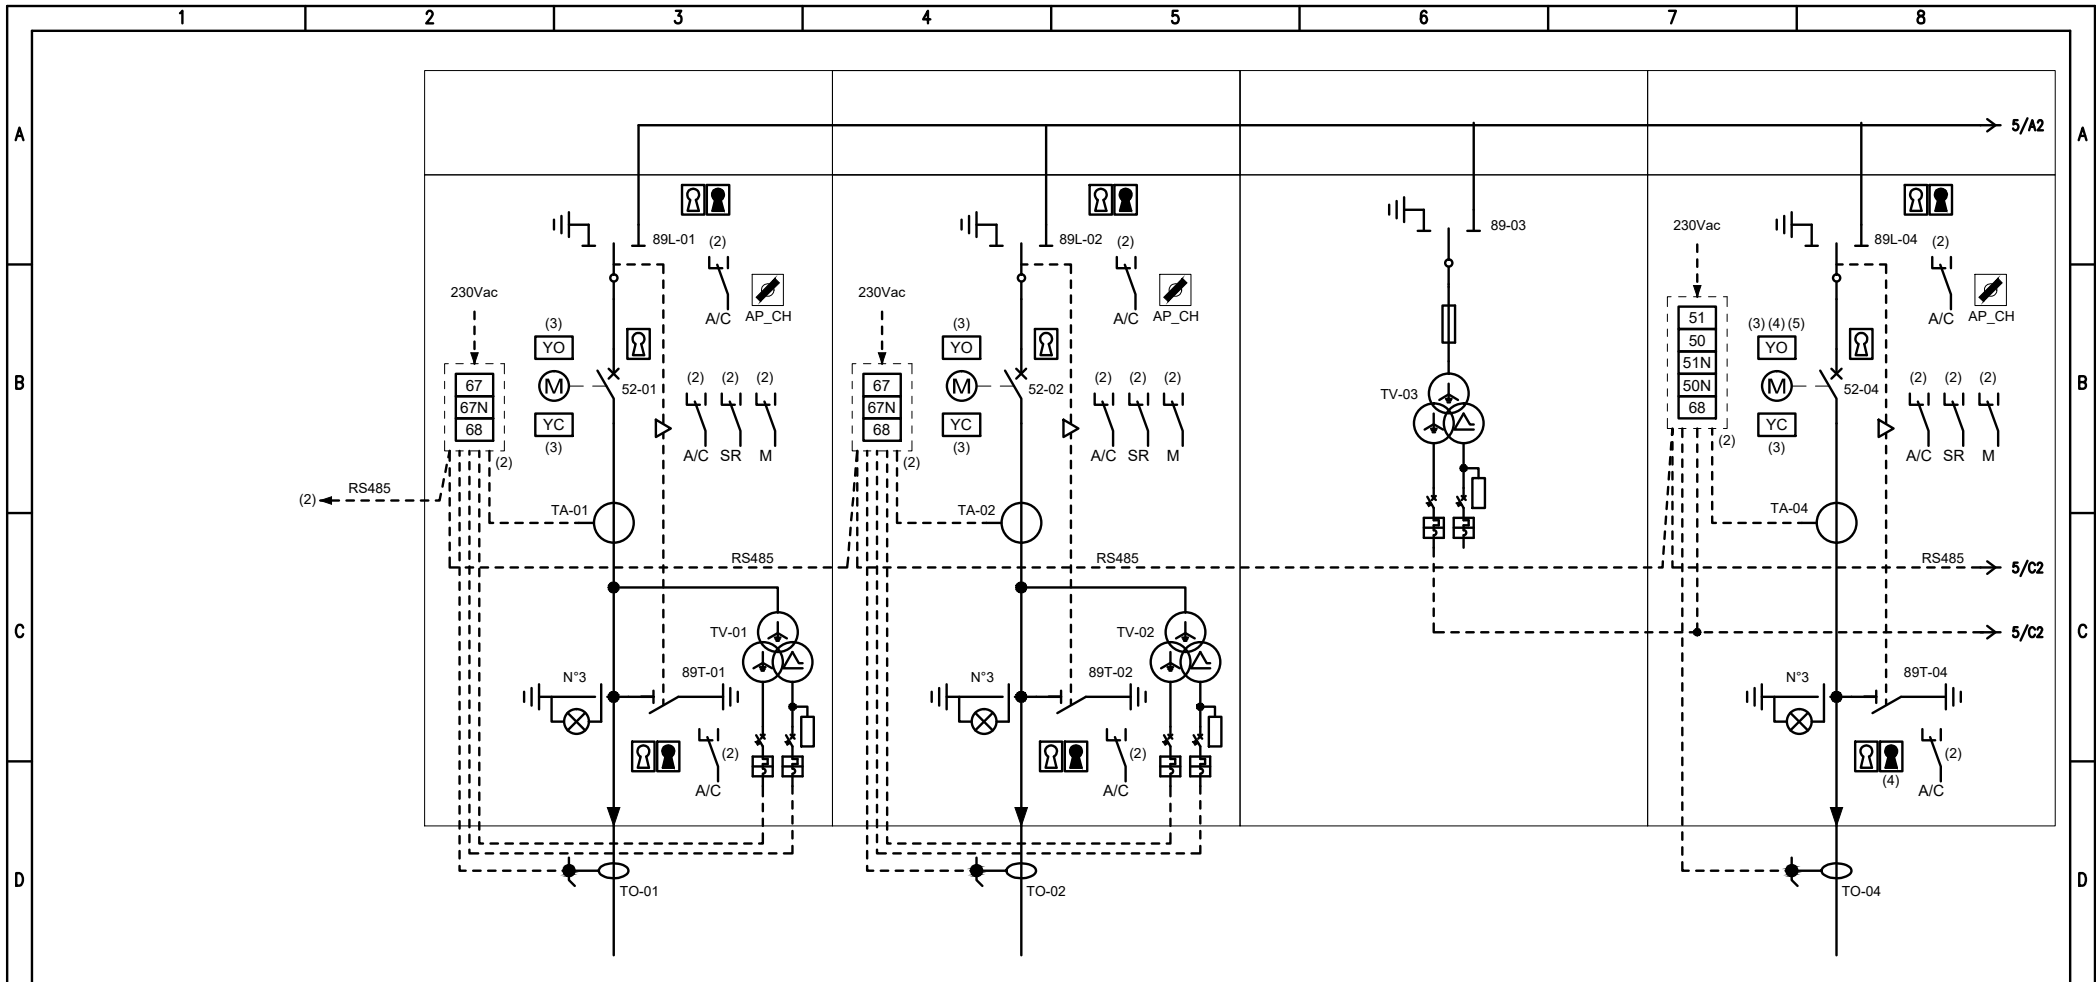 1 2 3 4 5 6 7 8
A 5/A2 A
89L-01 (2) 89L-02 (2) 89-03 230Vac 89L-04 (2)
230Vac A/C AP_CH 230Vac A/C AP_CH A/C AP_CH
(3) (3) 51 (3) (4) (5)
YO YO 50 YO
B 67 M 52-01 (2) (2) (2) 67 M 52-02 (2) (2) (2) TV-03 51N M 52-04 (2) (2) (2) B
67N 67N 50N
68 YC 68 YC 68 YC
(2) (3) A/C SR M (2) (3) A/C SR M (2) (3) A/C SR M
(2) RS485
TA-01 TA-02 TA-04
RS485 RS485 RS485 5/C2
C TV-01 TV-02 5/C2 C
N°3 89T-01 N°3 89T-02 N°3 89T-04
(2) (2) (2)
A/C A/C (4) A/C
D TO-01 TO-02 TO-04 D